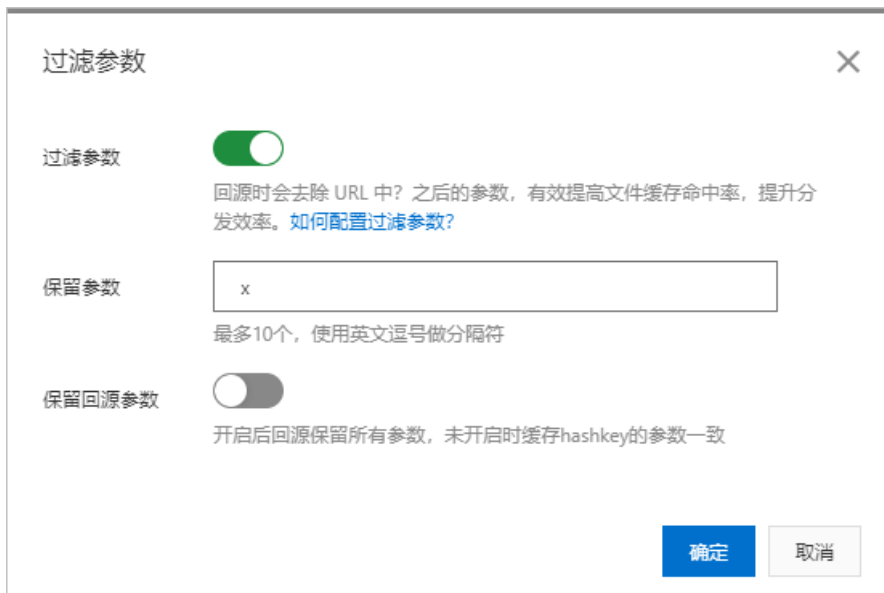 过滤参数
过滤参数
回源时会去除 URL 中？之后的参数，有效提高文件缓存命中率，提升分
发效率。如何配置过滤参数？
保留参数
x
最多10个，使用英文逗号做分隔符
保留回源参数
开启后回源保留所有参数，未开启时缓存hashkey的参数一致
确定
取消